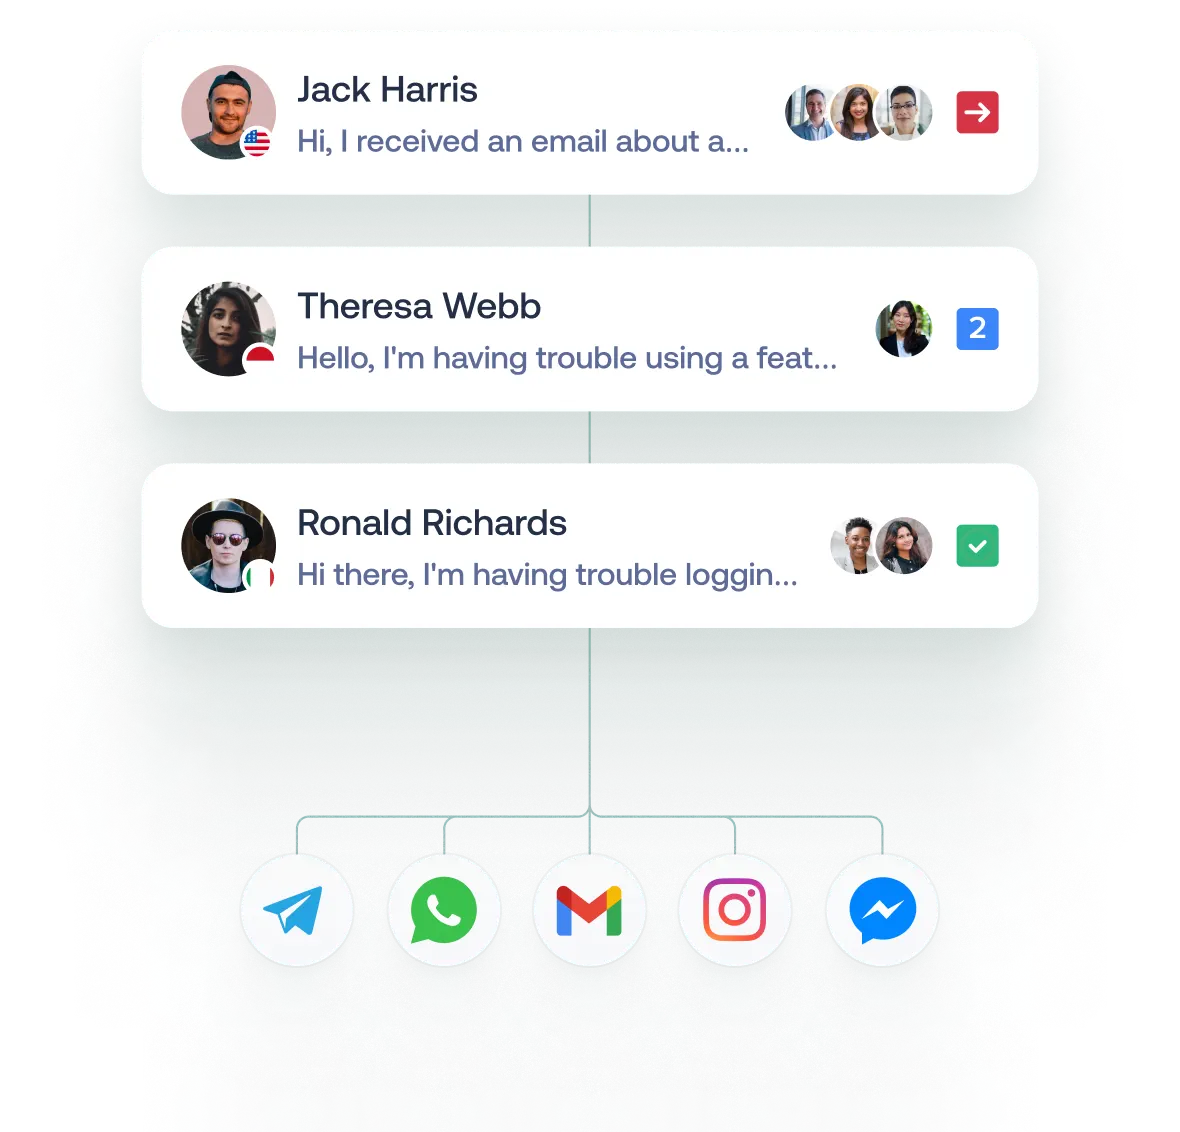 Jack Harris
Hi, I received an email about a...
Theresa Webb
2
Hello, I'm having trouble using a feat...
Ronald Richards
Hi there, I'm having trouble loggin...